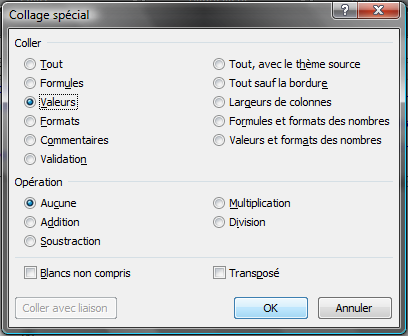 Collage spécial
Coller
Tout
Tout, avec le thème source
Formules
Tout sauf la bordure
Valeurs
Largeurs de colonnes
Formats
Formules et formats des nombres
Commentaires
Valeurs et formats des nombres
Validation
Opération
Aucune
Multiplication
Addition
Division
Soustraction
Blancs non compris
Transposé
Coller avec liaison
OK
Annuler